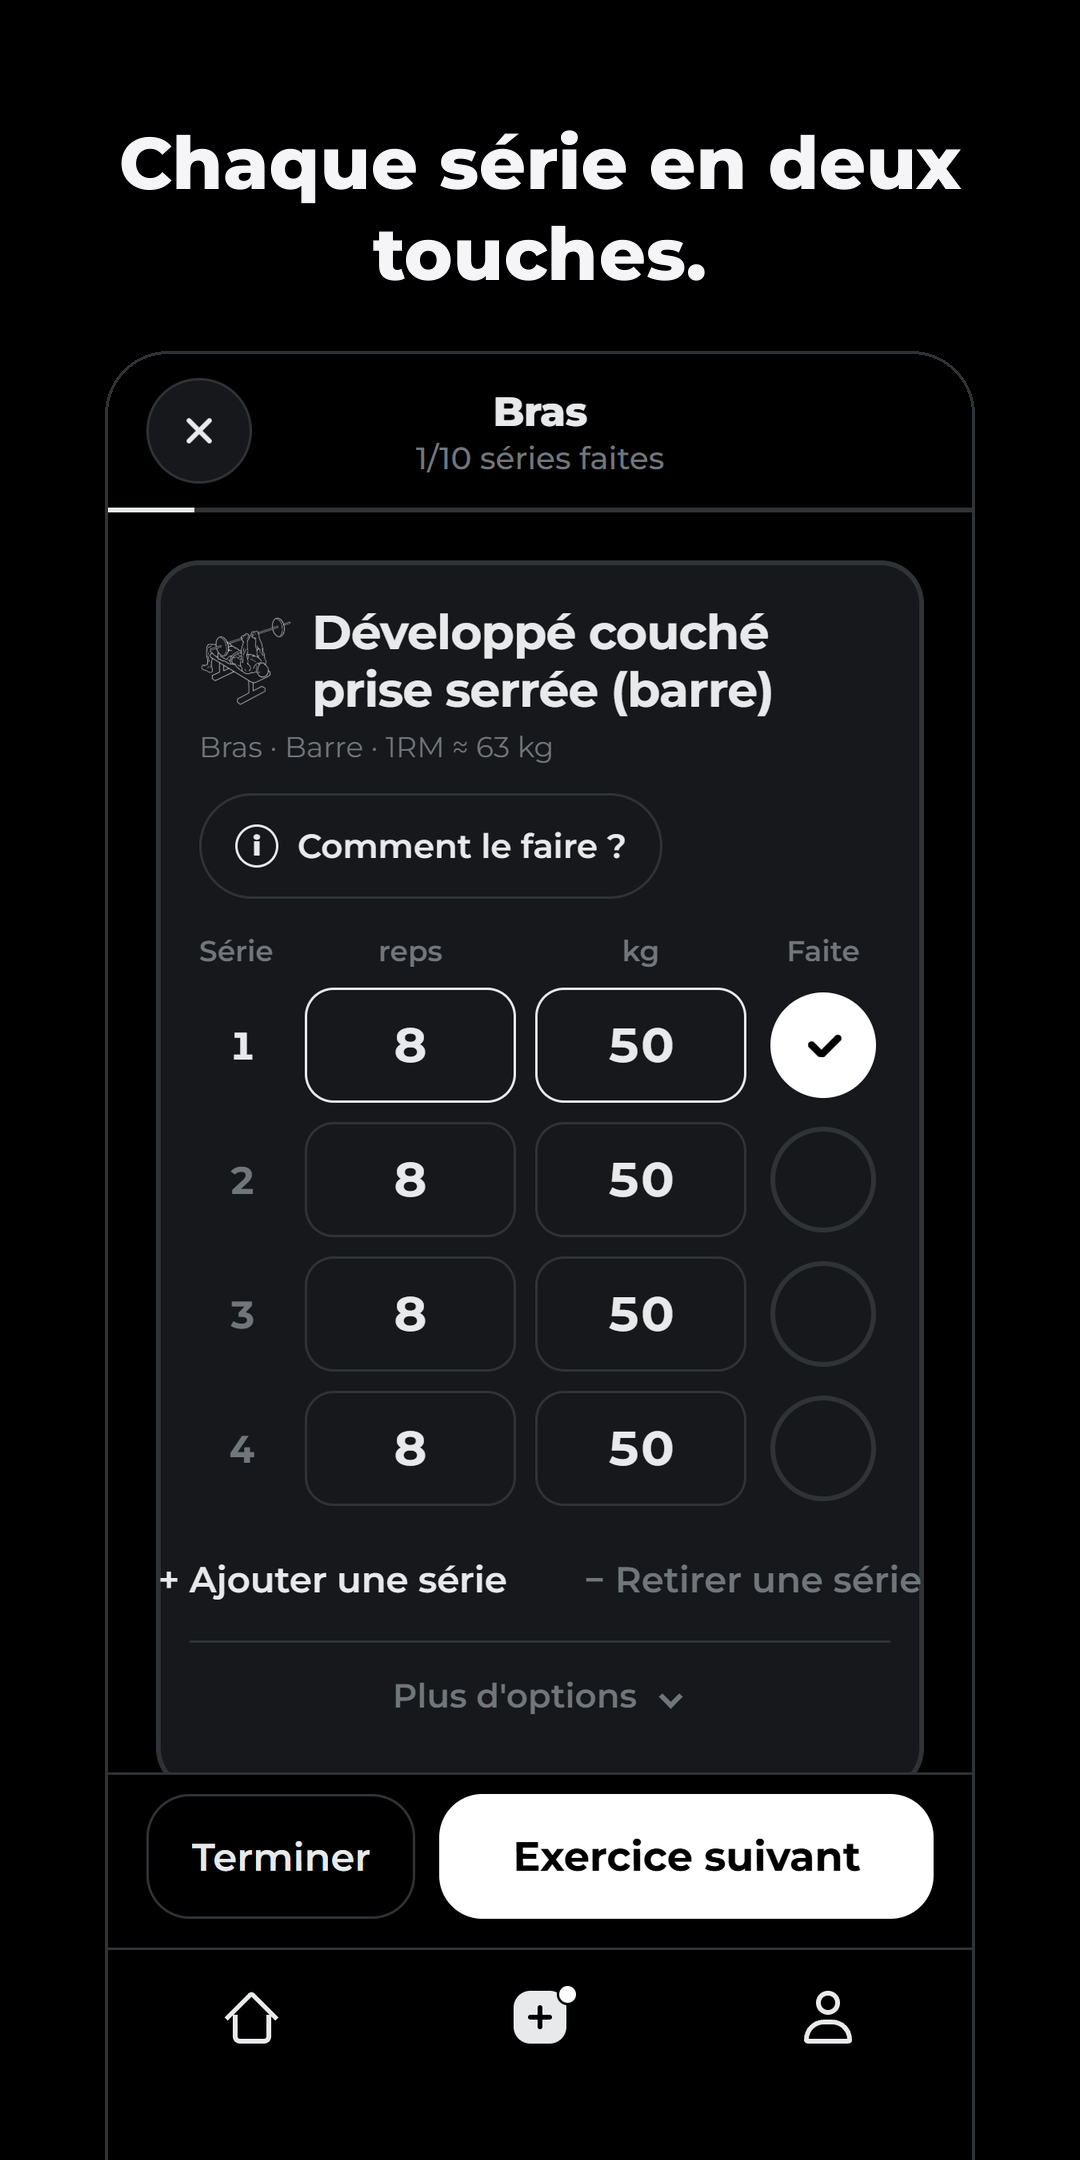 Chaque série en deux
touches.
Bras
1/10 séries faites
Développé couché
prise serrée (barre)
Bras · Barre · 1RM ≈ 63 kg
Comment le faire ?
Série reps kg Faite
1 8 50
2 8 50
3 8 50
4 8 50
+ Ajouter une série − Retirer une série
Plus d'options
Terminer Exercice suivant